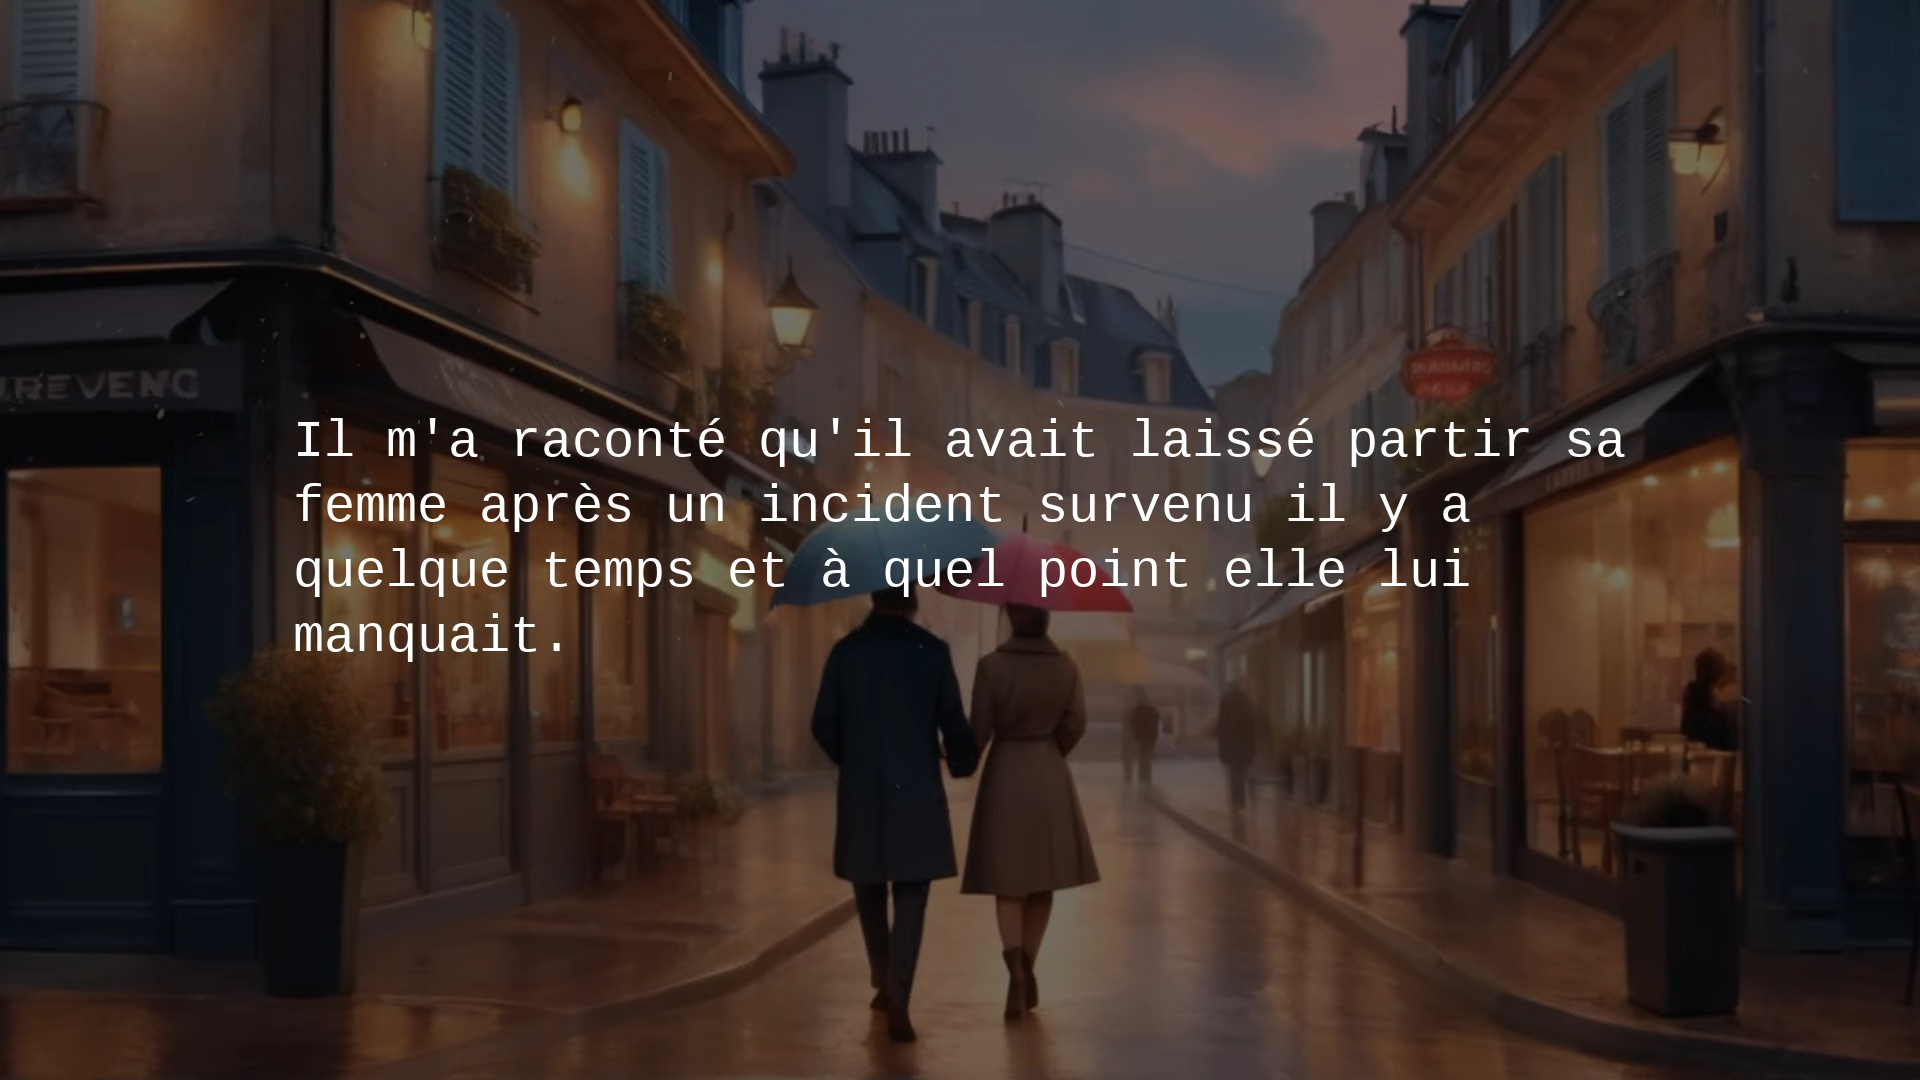 Il m'a raconté qu'il avait laissé partir sa
femme après un incident survenu il y a
quelque temps et à quel point elle lui
manquait.